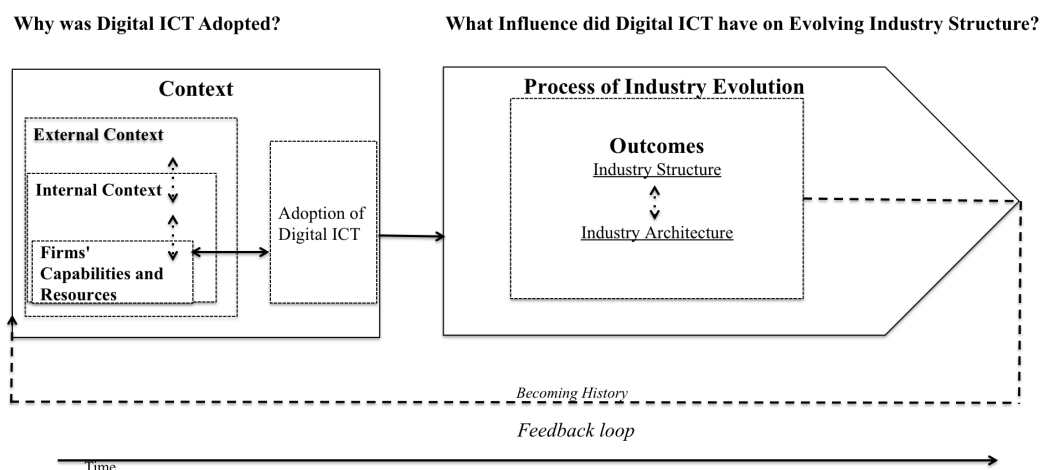 Why was Digital ICT Adopted?
What Influence did Digital ICT have on Evolving Industry Structure?
Context
External Context
Internal Context
Firms'
Capabilities and
Resources
Adoption of
Digital ICT
Process of Industry Evolution
Outcomes
Industry Structure
Industry Architecture
Becoming History
Feedback loop
Time